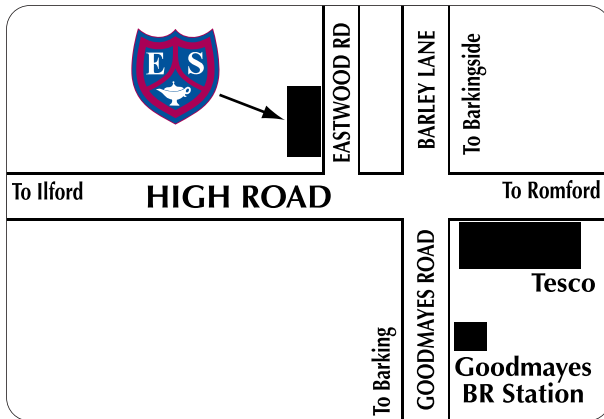 E S
EASTWOOD RD
BARLEY LANE
To Barkingside
To Ilford
HIGH ROAD
To Romford
To Barking
GOODMAYES ROAD
Tesco
Goodmayes
BR Station